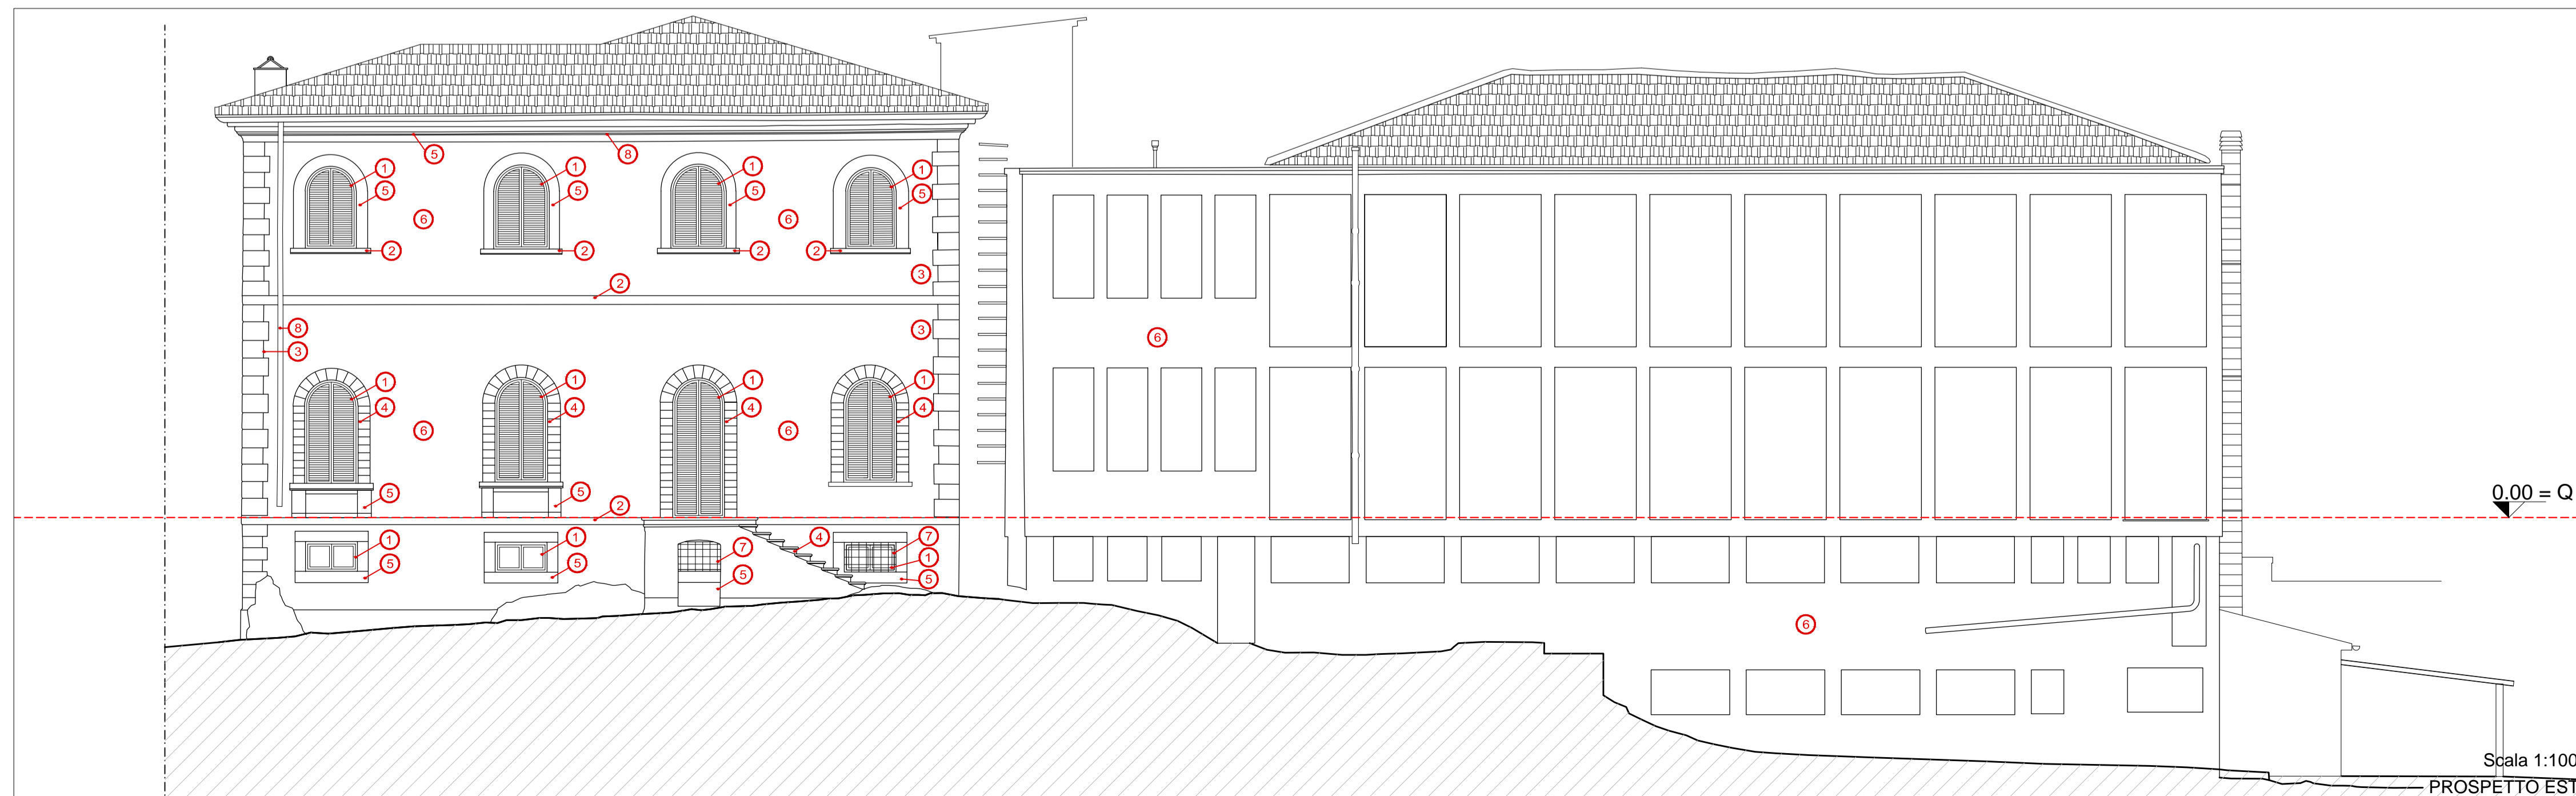 5 8
1 1 1 1
5 5 5 5
6 6
2 2 2 2
3
2
8 3 6
3
1 1 1 1
4 4 4 4
6 6
5 5
2
0.00 = Q
1 1 4 7
7
1
5 5 5 5
6
Scala 1:100
PROSPETTO EST